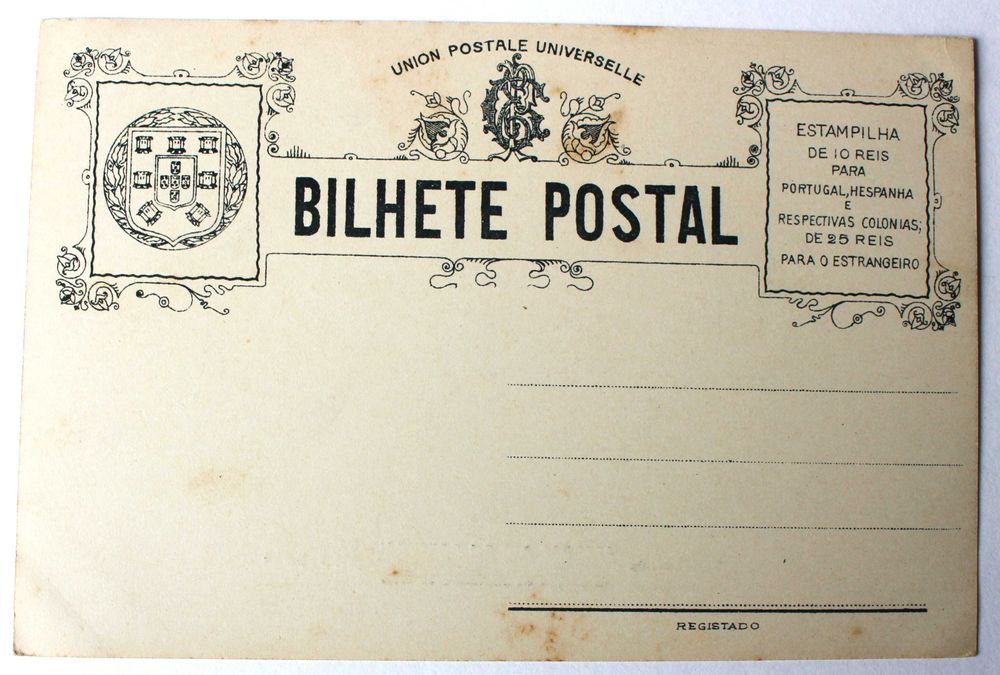 UNION POSTALE UNIVERSELLE
BILHETE POSTAL
ESTAMPILHA
DE 10 REIS
PARA
PORTUGAL, HESPANHA
E
RESPECTIVAS COLONIAS;
DE 25 REIS
PARA O ESTRANGEIRO
REGISTADO